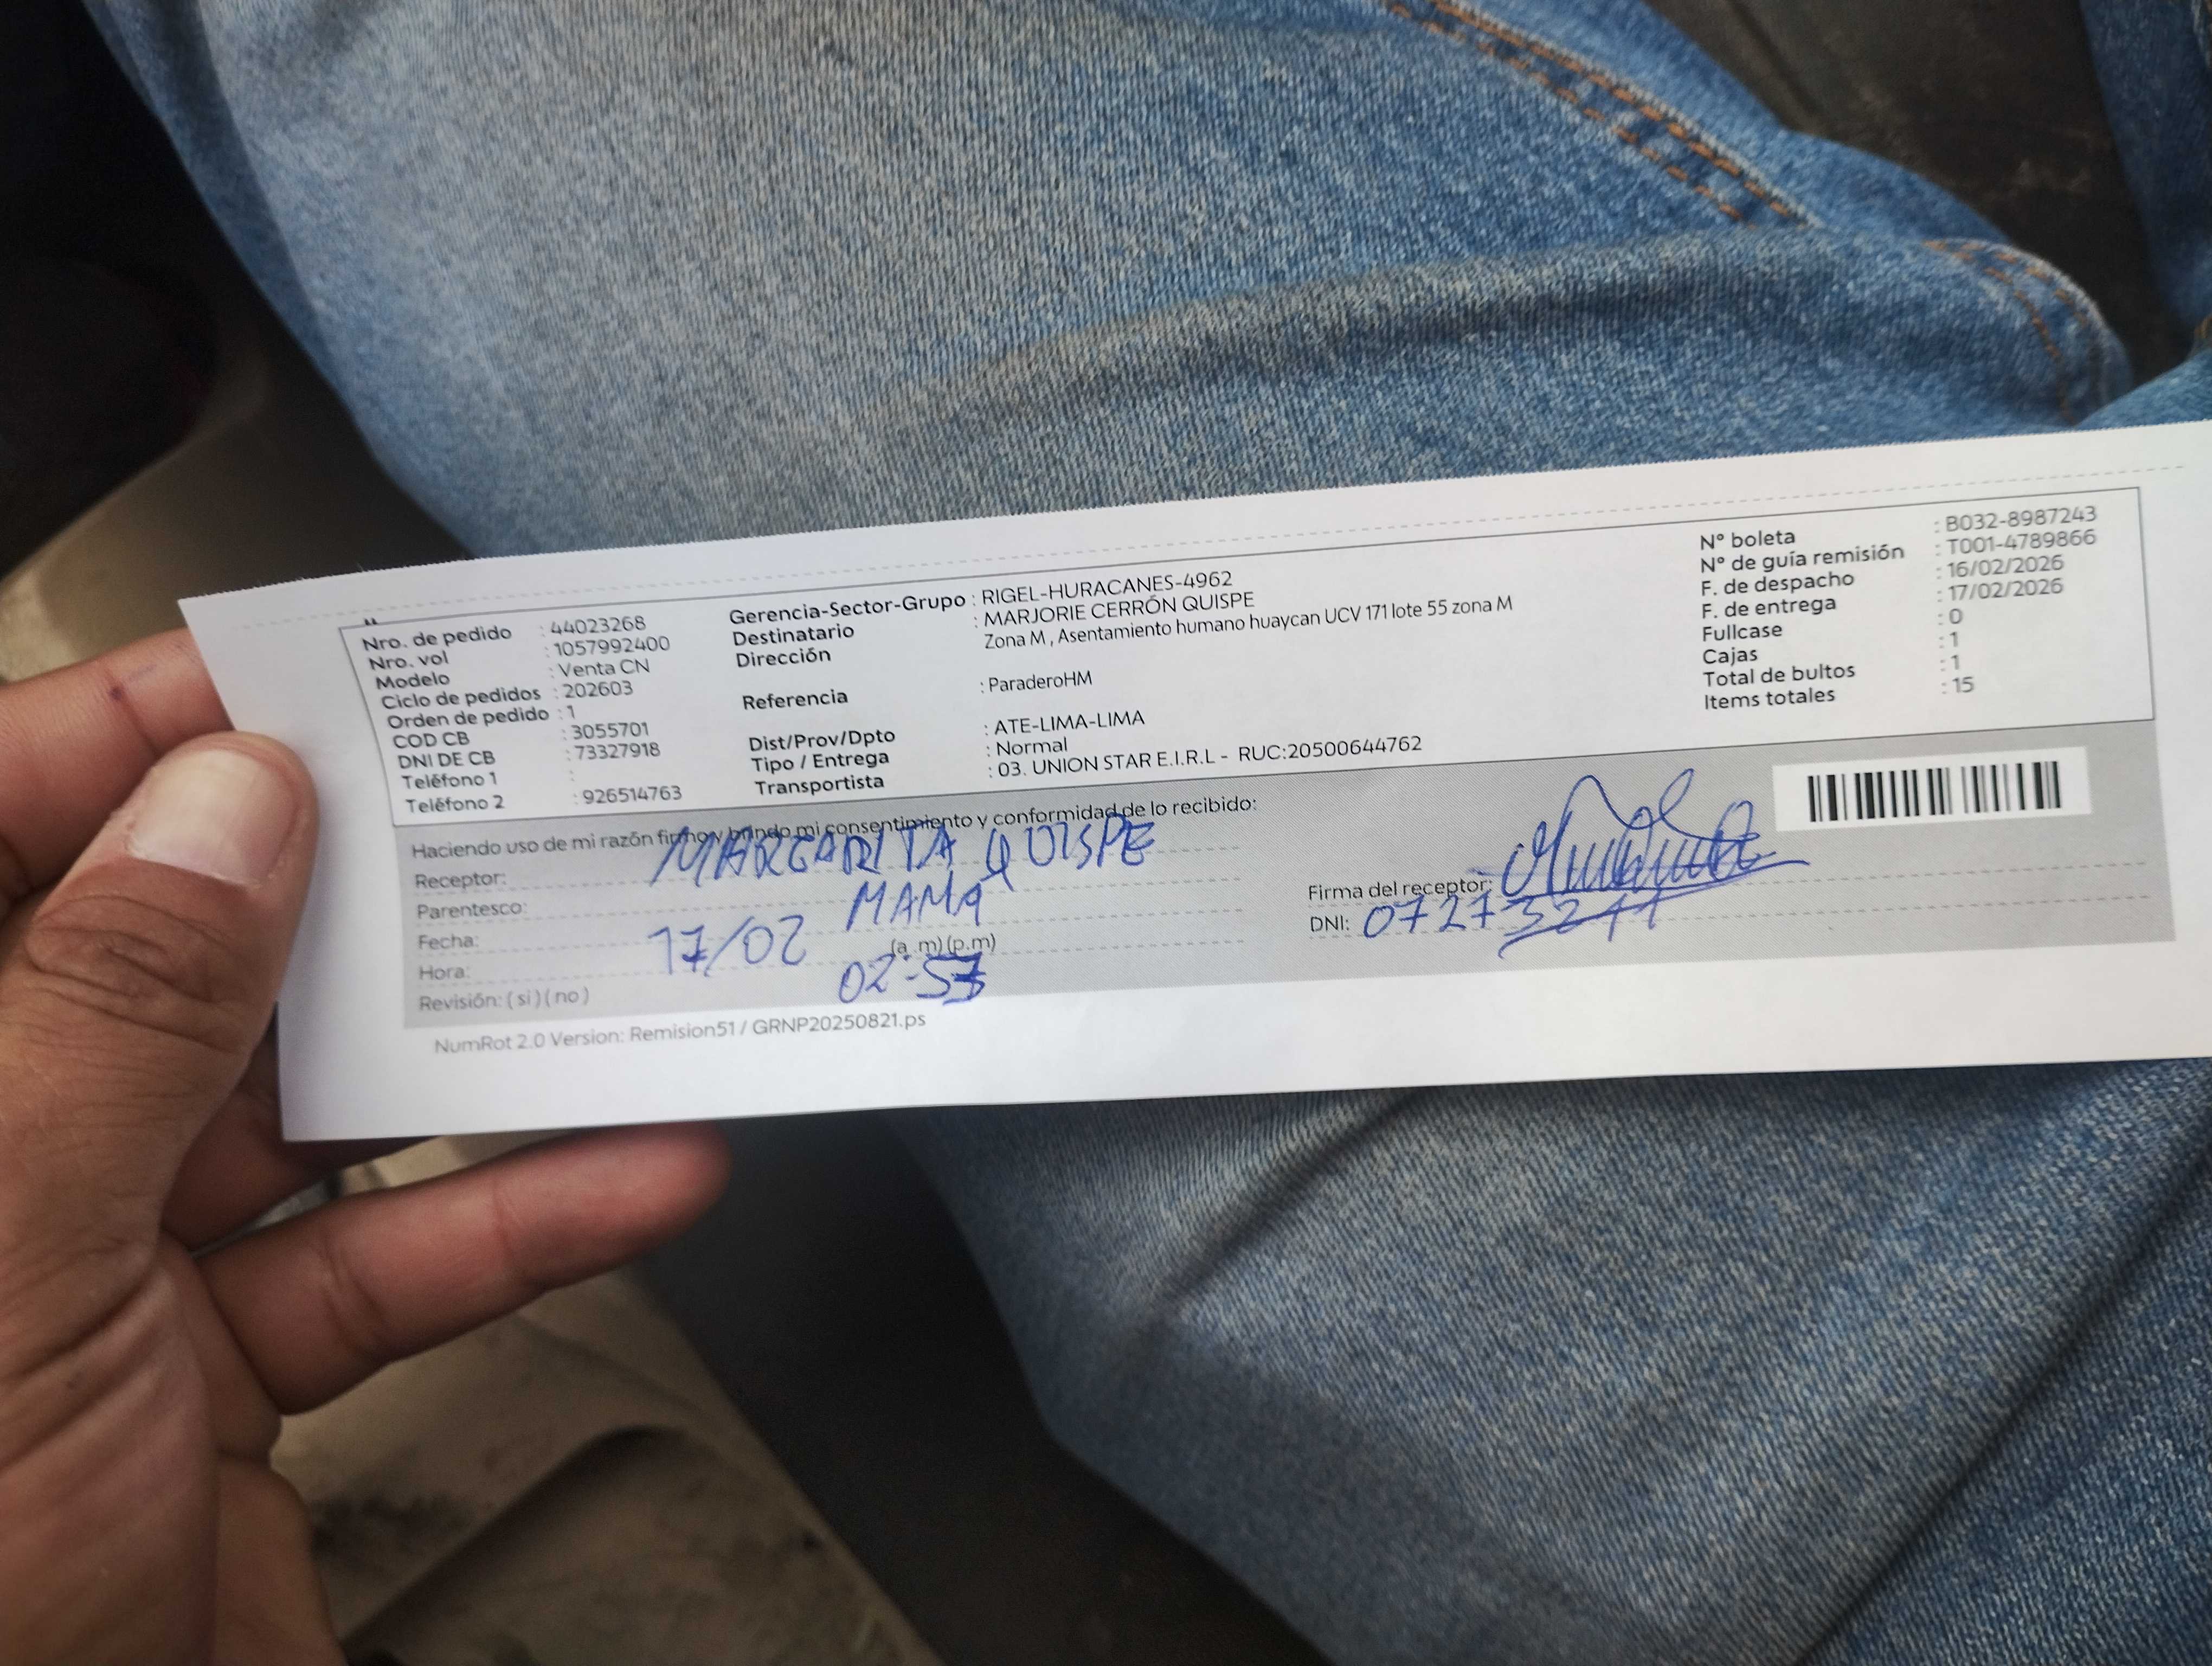 Nro. de pedido : 44023268
Nro. vol : 1057992400
Modelo : Venta CN
Ciclo de pedidos : 202603
Orden de pedido : 1
COD CB : 3055701
DNI DE CB : 73327918
Teléfono 1 :
Teléfono 2 : 926514763
Gerencia-Sector-Grupo : RIGEL-HURACANES-4962
Destinatario : MARJORIE CERRÓN QUISPE
Dirección Zona M , Asentamiento humano huaycan UCV 171 lote 55 zona M
Referencia : ParaderoHM
Dist/Prov/Dpto : ATE-LIMA-LIMA
Tipo / Entrega : Normal
Transportista : 03. UNION STAR E.I.R.L - RUC:20500644762
N° boleta : B032-8987243
N° de guía remisión : T001-4789866
F. de despacho : 16/02/2026
F. de entrega : 17/02/2026
Fullcase : 0
Cajas : 1
Total de bultos : 1
Items totales : 15
Haciendo uso de mi razón firmo y brindo mi consentimiento y conformidad de lo recibido:
Receptor: MARGARITA QUISPE
Parentesco: MAMA
Fecha: 17/02
Hora: (a .m) (p.m) 02-53
Revisión: ( si ) ( no )
Firma del receptor:
DNI:
NumRot 2.0 Version: Remision51 / GRNP20250821.ps